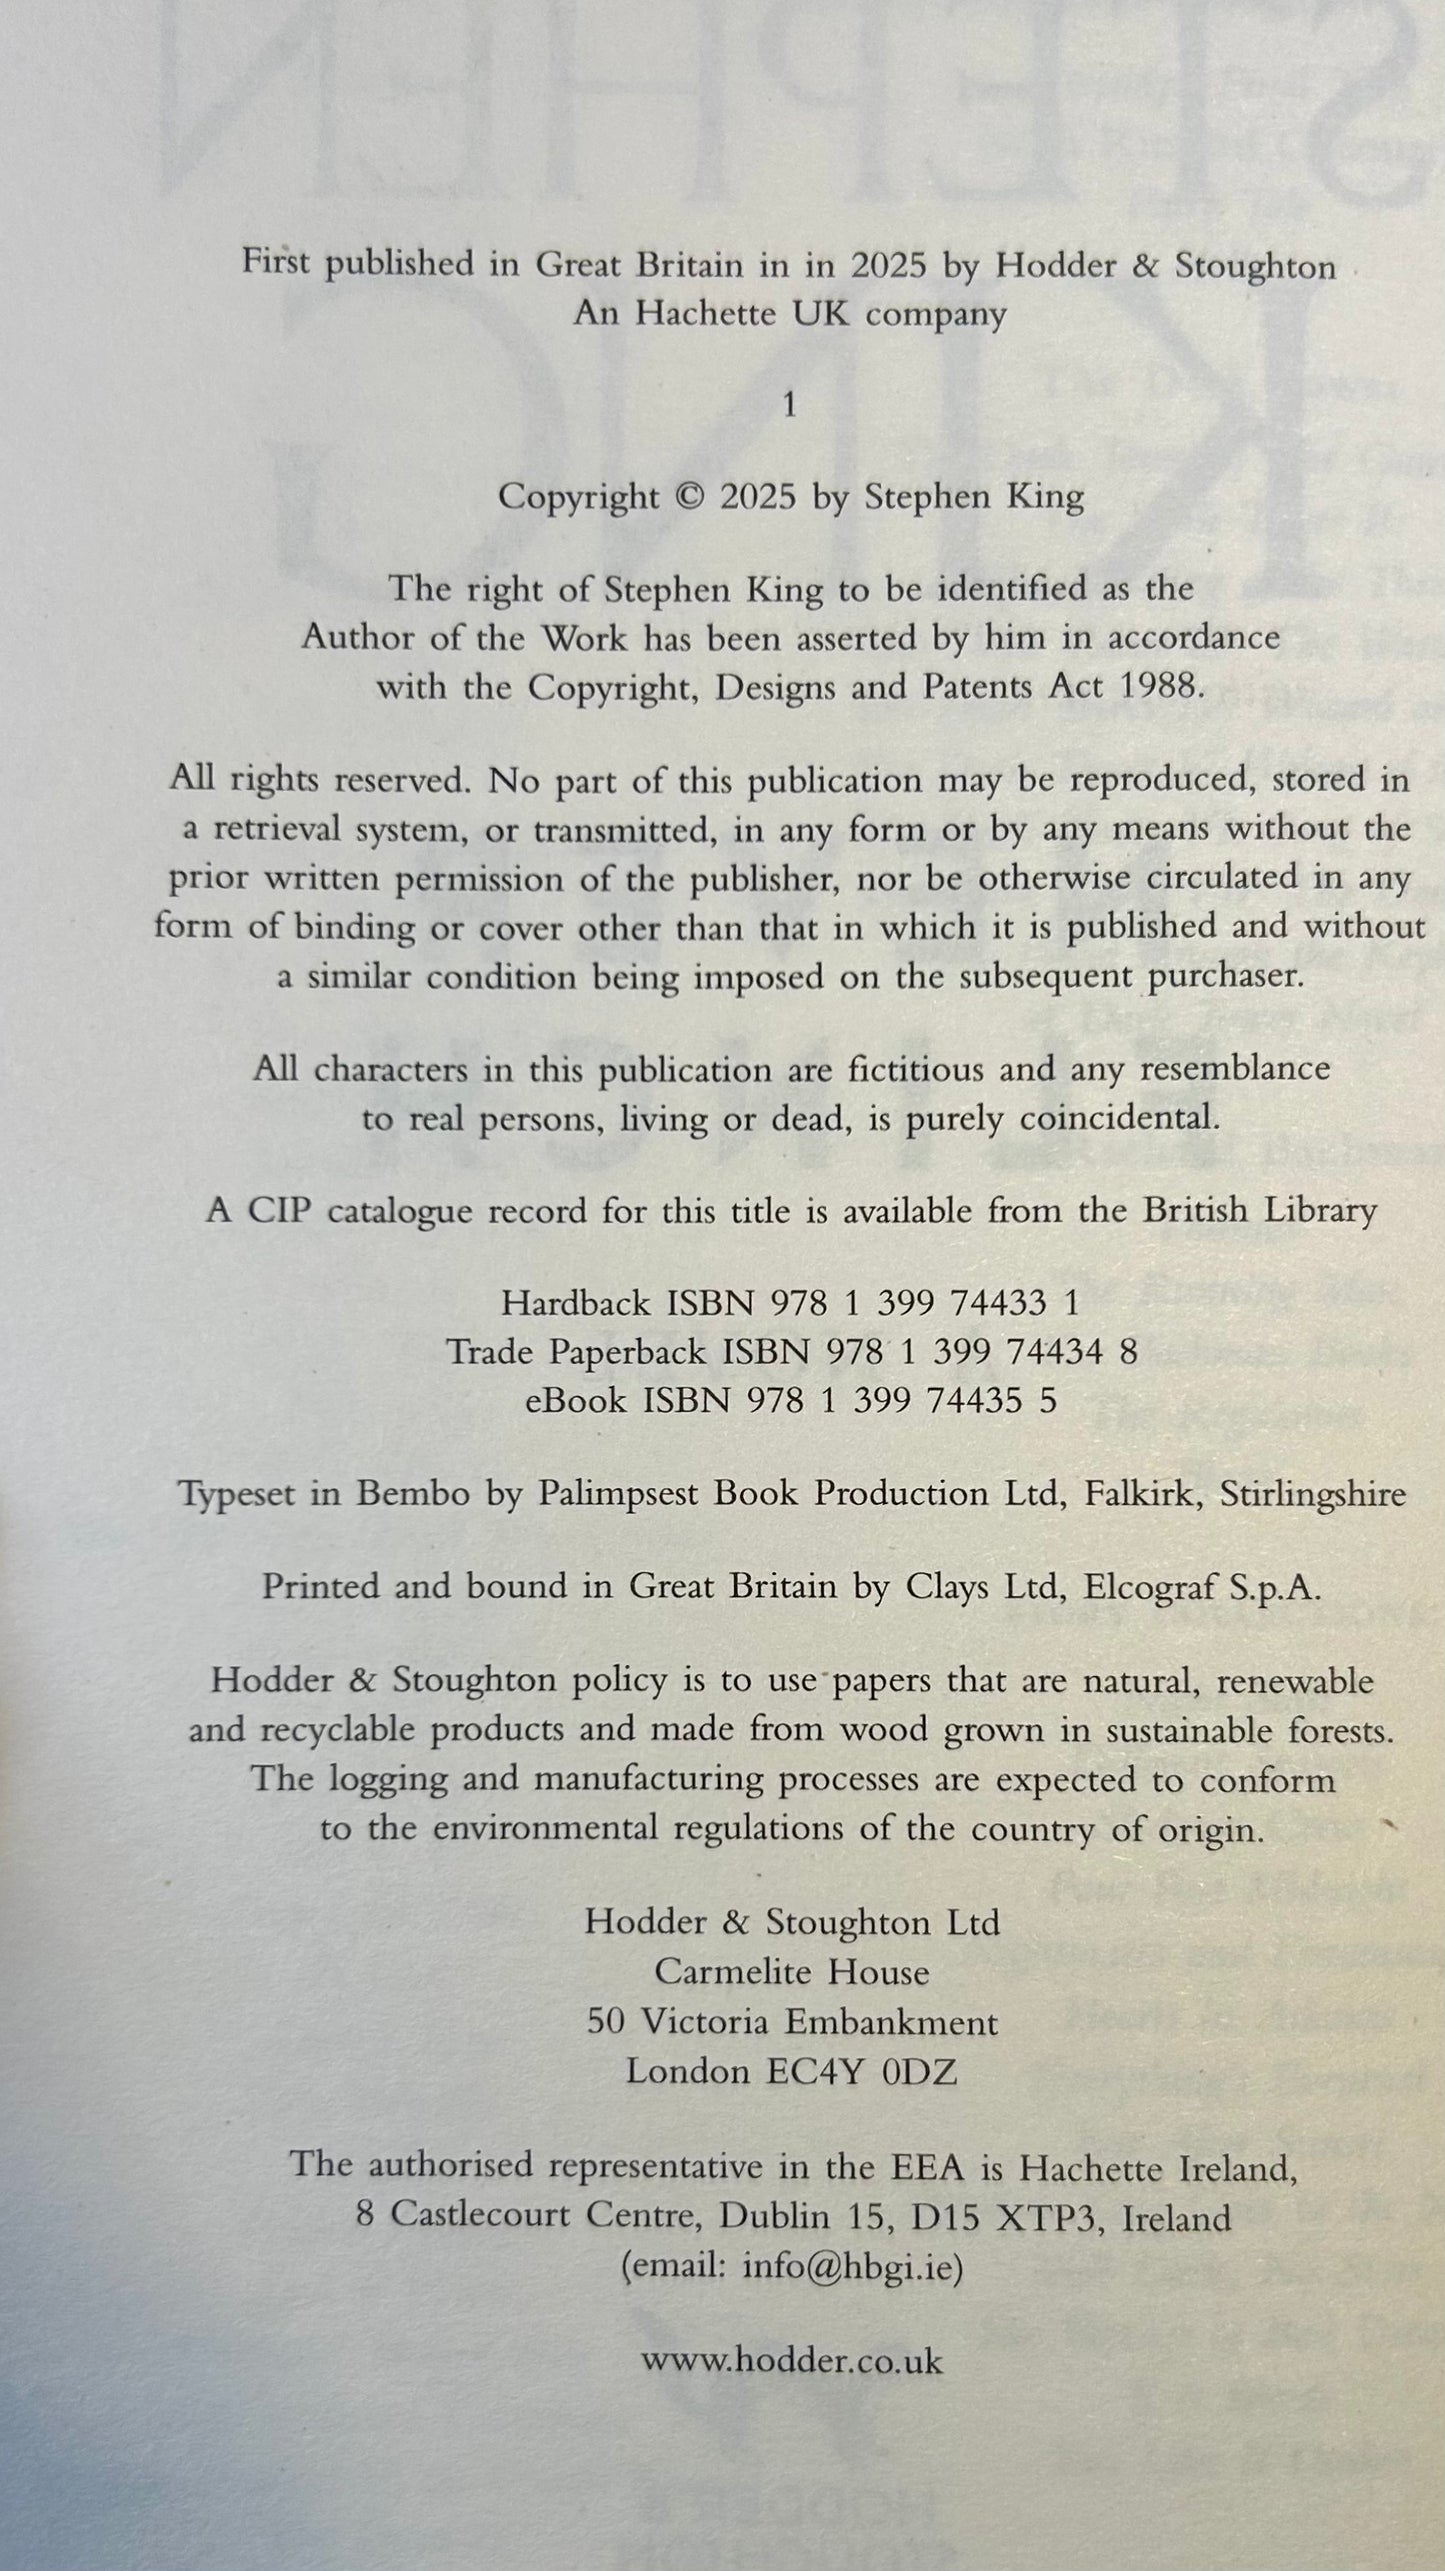 First published in Great Britain in in 2025 by Hodder & Stoughton
An Hachette UK company
1
Copyright © 2025 by Stephen King
The right of Stephen King to be identified as the
Author of the Work has been asserted by him in accordance
with the Copyright, Designs and Patents Act 1988.
All rights reserved. No part of this publication may be reproduced, stored in
a retrieval system, or transmitted, in any form or by any means without the
prior written permission of the publisher, nor be otherwise circulated in any
form of binding or cover other than that in which it is published and without
a similar condition being imposed on the subsequent purchaser.
All characters in this publication are fictitious and any resemblance
to real persons, living or dead, is purely coincidental.
A CIP catalogue record for this title is available from the British Library
Hardback ISBN 978 1 399 74433 1
Trade Paperback ISBN 978 1 399 74434 8
eBook ISBN 978 1 399 74435 5
Typeset in Bembo by Palimpsest Book Production Ltd, Falkirk, Stirlingshire
Printed and bound in Great Britain by Clays Ltd, Elcograf S.p.A.
Hodder & Stoughton policy is to use papers that are natural, renewable
and recyclable products and made from wood grown in sustainable forests.
The logging and manufacturing processes are expected to conform
to the environmental regulations of the country of origin.
Hodder & Stoughton Ltd
Carmelite House
50 Victoria Embankment
London EC4Y 0DZ
The authorised representative in the EEA is Hachette Ireland,
8 Castlecourt Centre, Dublin 15, D15 XTP3, Ireland
(email: info@hbgi.ie)
www.hodder.co.uk